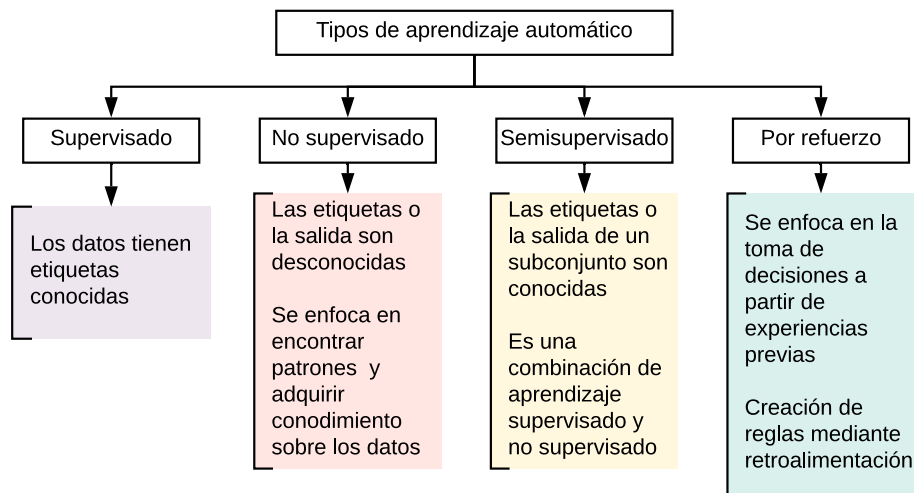 Tipos de aprendizaje automático
Supervisado
No supervisado
Semisupervisado
Por refuerzo
Los datos tienen
etiquetas
conocidas
Las etiquetas o
la salida son
desconocidas
Se enfoca en
encontrar
patrones y
adquirir
conodimiento
sobre los datos
Las etiquetas o
la salida de un
subconjunto son
conocidas
Es una
combinación de
aprendizaje
supervisado y
no supervisado
Se enfoca en la
toma de
decisiones a
partir de
experiencias
previas
Creación de
reglas mediante
retroalimentación